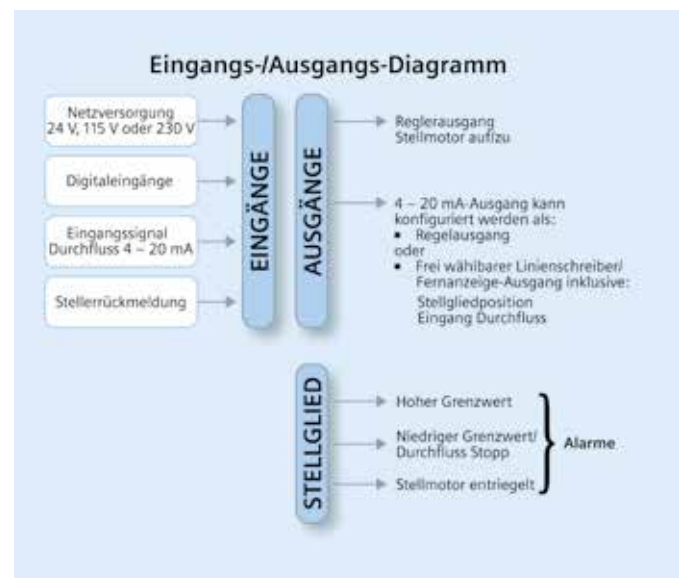 Eingangs-/Ausgangs-Diagramm
Netzversorgung
24 V, 115 V oder 230 V
Digitaleingänge
Eingangssignal
Durchfluss 4 – 20 mA
Stellerrückmeldung
EINGÄNGE
AUSGÄNGE
Reglerausgang
Stellmotor auf/zu
4 – 20 mA-Ausgang kann
konfiguriert werden als:
▪ Regelausgang
oder
▪ Frei wählbarer Linienschreiber/
Fernanzeige-Ausgang inklusive:
Stellgliedposition
Eingang Durchfluss
STELLGLIED
Hoher Grenzwert
Niedriger Grenzwert/
Durchfluss Stopp
Stellmotor entriegelt
Alarme